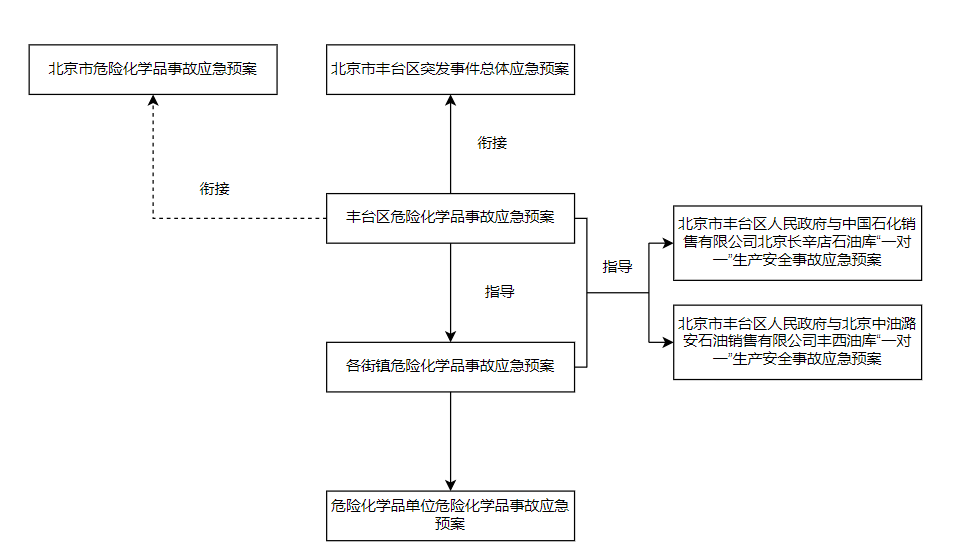 北京市危险化学品事故应急预案
北京市丰台区突发事件总体应急预案
衔接
衔接
丰台区危险化学品事故应急预案
北京市丰台区人民政府与中国石化销
售有限公司北京长辛店石油库“一对
一”生产安全事故应急预案
指导
指导
北京市丰台区人民政府与北京中油潞
安石油销售有限公司丰西油库“一对
一”生产安全事故应急预案
各街镇危险化学品事故应急预案
危险化学品单位危险化学品事故应急
预案